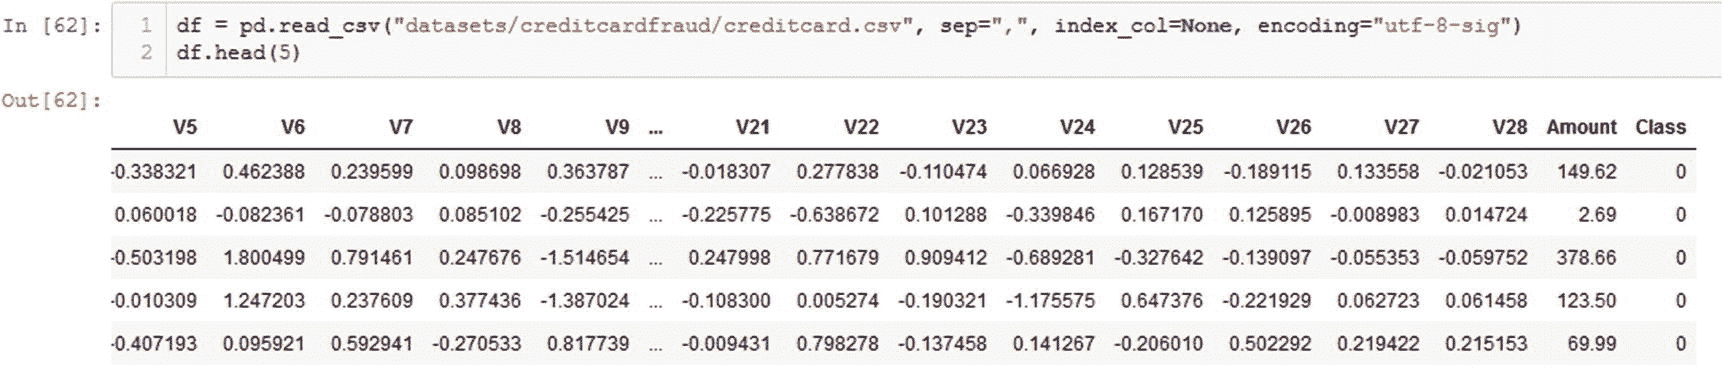 In [62]: 1 df = pd.read_csv("datasets/creditcardfraud/creditcard.csv", sep=",", index_col=None, encoding="utf-8-sig")
2 df.head(5)
Out[62]:
V5 V6 V7 V8 V9 ... V21 V22 V23 V24 V25 V26 V27 V28 Amount Class
-0.338321 0.462388 0.239599 0.098698 0.363787 ... -0.018307 0.277838 -0.110474 0.066928 0.128539 -0.189115 0.133558 -0.021053 149.62 0
0.060018 -0.082361 -0.078803 0.085102 -0.255425 ... -0.225775 -0.638672 0.101288 -0.339846 0.167170 0.125895 -0.008983 0.014724 2.69 0
-0.503198 1.800499 0.791461 0.247676 -1.514654 ... 0.247998 0.771679 0.909412 -0.689281 -0.327642 -0.139097 -0.055353 -0.059752 378.66 0
-0.010309 1.247203 0.237609 0.377436 -1.387024 ... -0.108300 0.005274 -0.190321 -1.175575 0.647376 -0.221929 0.062723 0.061458 123.50 0
-0.407193 0.095921 0.592941 -0.270533 0.817739 ... -0.009431 0.798278 -0.137458 0.141267 -0.206010 0.502292 0.219422 0.215153 69.99 0